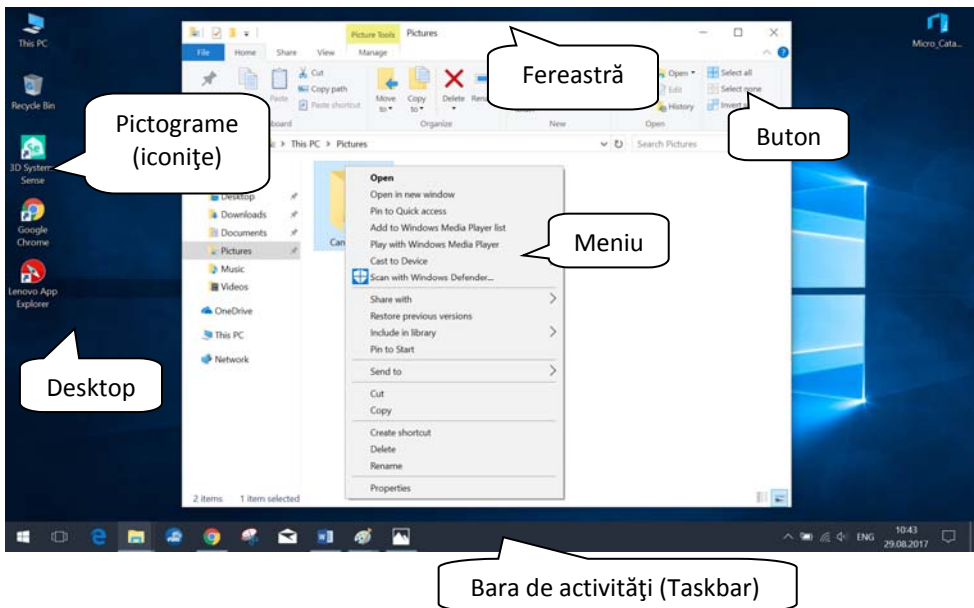 This PC
Recycle Bin
3D System
Sense
Google
Chrome
Lenovo App
Explorer
Micro_Cata...
Picture Tools
Pictures
File
Home
Share
View
Manage
Cut
Copy path
Paste shortcut
Paste
Move
to
Copy
to
Delete
Organize
New
Open
Edit
History
Open
Select all
Select none
This PC > Pictures
Search Pictures
Desktop
Downloads
Documents
Pictures
Music
Videos
OneDrive
This PC
Network
Open
Open in new window
Pin to Quick access
Add to Windows Media Player list
Play with Windows Media Player
Cast to Device
Scan with Windows Defender...
Share with
Restore previous versions
Include in library
Pin to Start
Send to
Cut
Copy
Create shortcut
Delete
Rename
Properties
2 items 1 item selected
ENG
10:43
29.08.2017
Fereastră
Buton
Pictograme
(iconiţe)
Meniu
Desktop
Bara de activităţi (Taskbar)